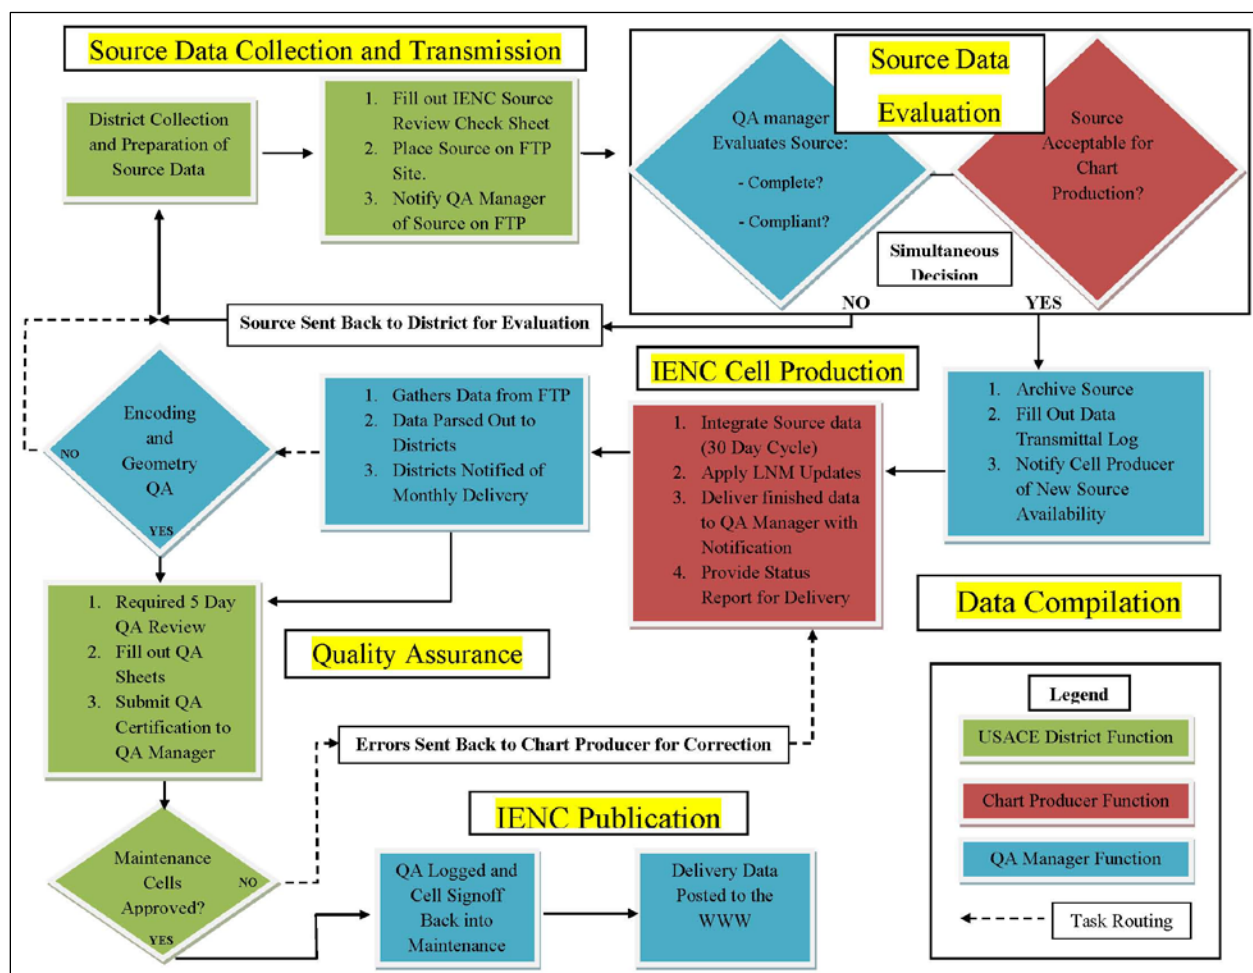 Source Data Collection and Transmission
District Collection
and Preparation of
Source Data
1. Fill out IENC Source
Review Check Sheet
2. Place Source on FTP
Site.
3. Notify QA Manager
of Source on FTP
Source Data
Evaluation
QA manager
Evaluates Source:
- Complete?
- Compliant?
Source
Acceptable for
Chart
Production?
Simultaneous
Decision
NO
YES
Source Sent Back to District for Evaluation
IENC Cell Production
Encoding
and
Geometry
QA
NO
YES
1. Gathers Data from FTP
2. Data Parsed Out to
Districts
3. Districts Notified of
Monthly Delivery
1. Integrate Source data
(30 Day Cycle)
2. Apply LNM Updates
3. Deliver finished data
to QA Manager with
Notification
4. Provide Status
Report for Delivery
1. Archive Source
2. Fill Out Data
Transmittal Log
3. Notify Cell Producer
of New Source
Availability
1. Required 5 Day
QA Review
2. Fill out QA
Sheets
3. Submit QA
Certification to
QA Manager
Quality Assurance
Data Compilation
Errors Sent Back to Chart Producer for Correction
Legend
USACE District Function
Chart Producer Function
QA Manager Function
Task Routing
IENC Publication
Maintenance
Cells
Approved?
NO
YES
QA Logged and
Cell Signoff
Back into
Maintenance
Delivery Data
Posted to the
WWW